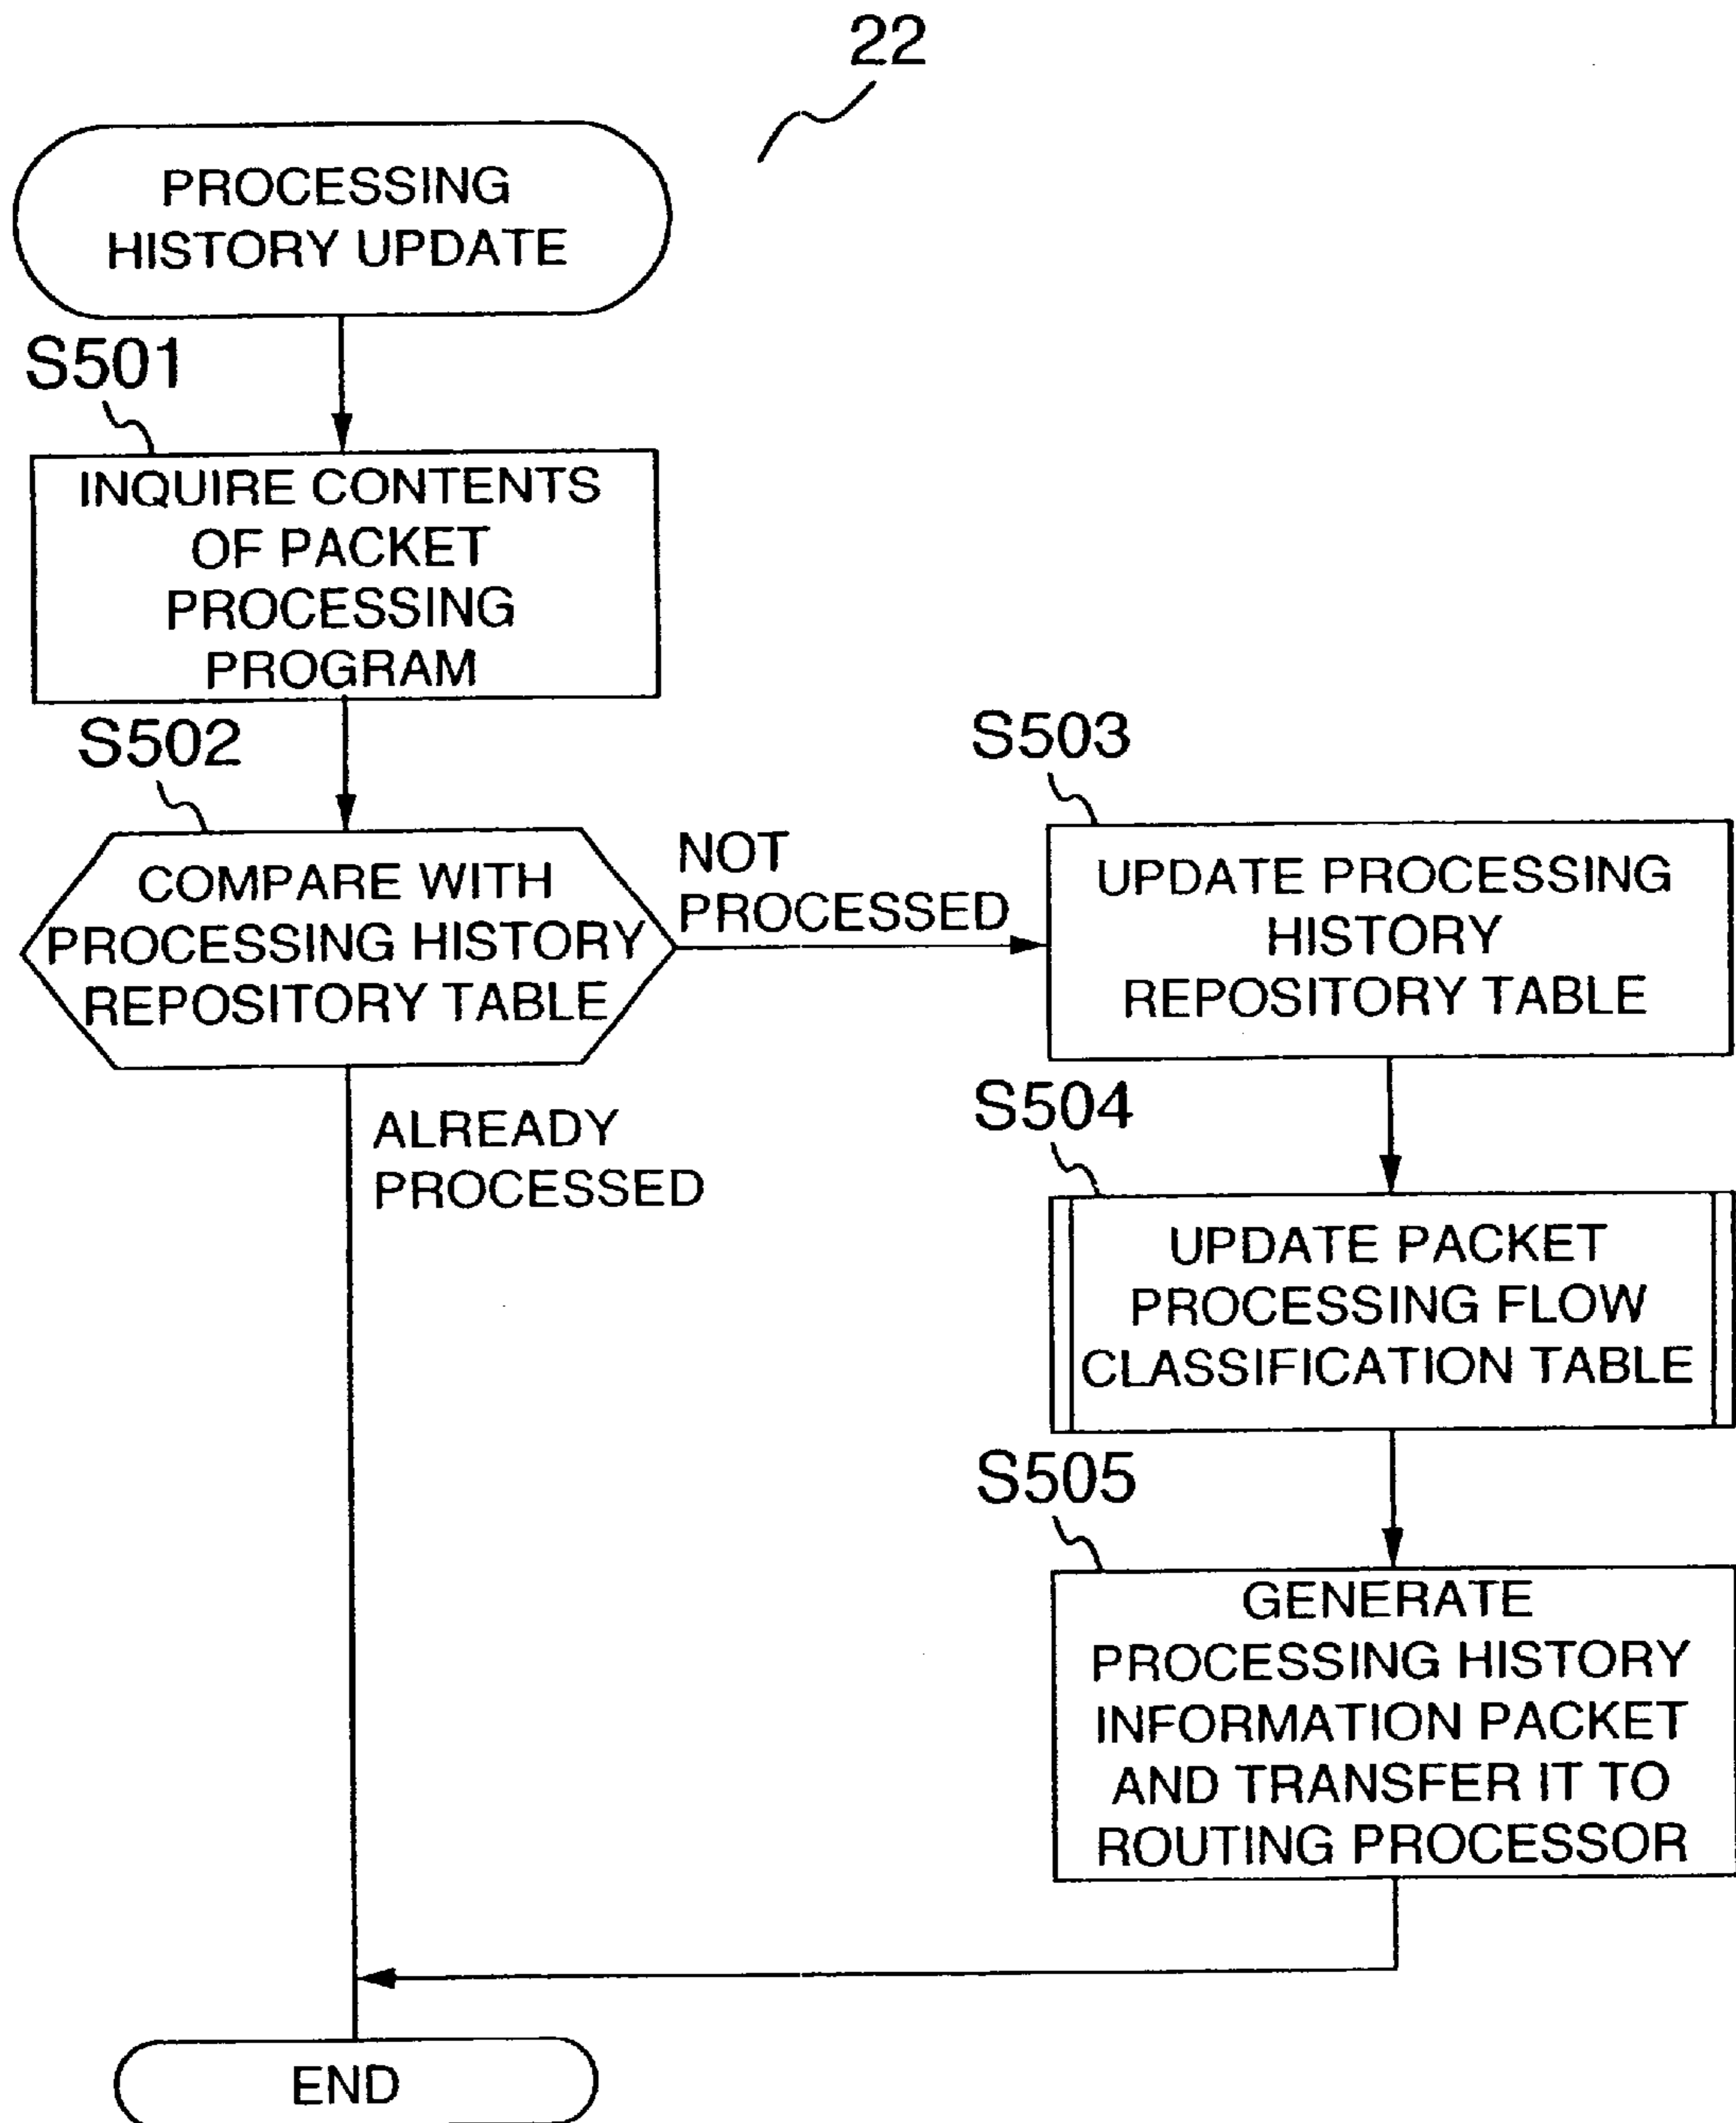 22
PROCESSING
HISTORY UPDATE
S501
INQUIRE CONTENTS
OF PACKET
PROCESSING
PROGRAM
S502
COMPARE WITH
PROCESSING HISTORY
REPOSITORY TABLE
NOT
PROCESSED
ALREADY
PROCESSED
S503
UPDATE PROCESSING
HISTORY
REPOSITORY TABLE
S504
UPDATE PACKET
PROCESSING FLOW
CLASSIFICATION TABLE
S505
GENERATE
PROCESSING HISTORY
INFORMATION PACKET
AND TRANSFER IT TO
ROUTING PROCESSOR
END